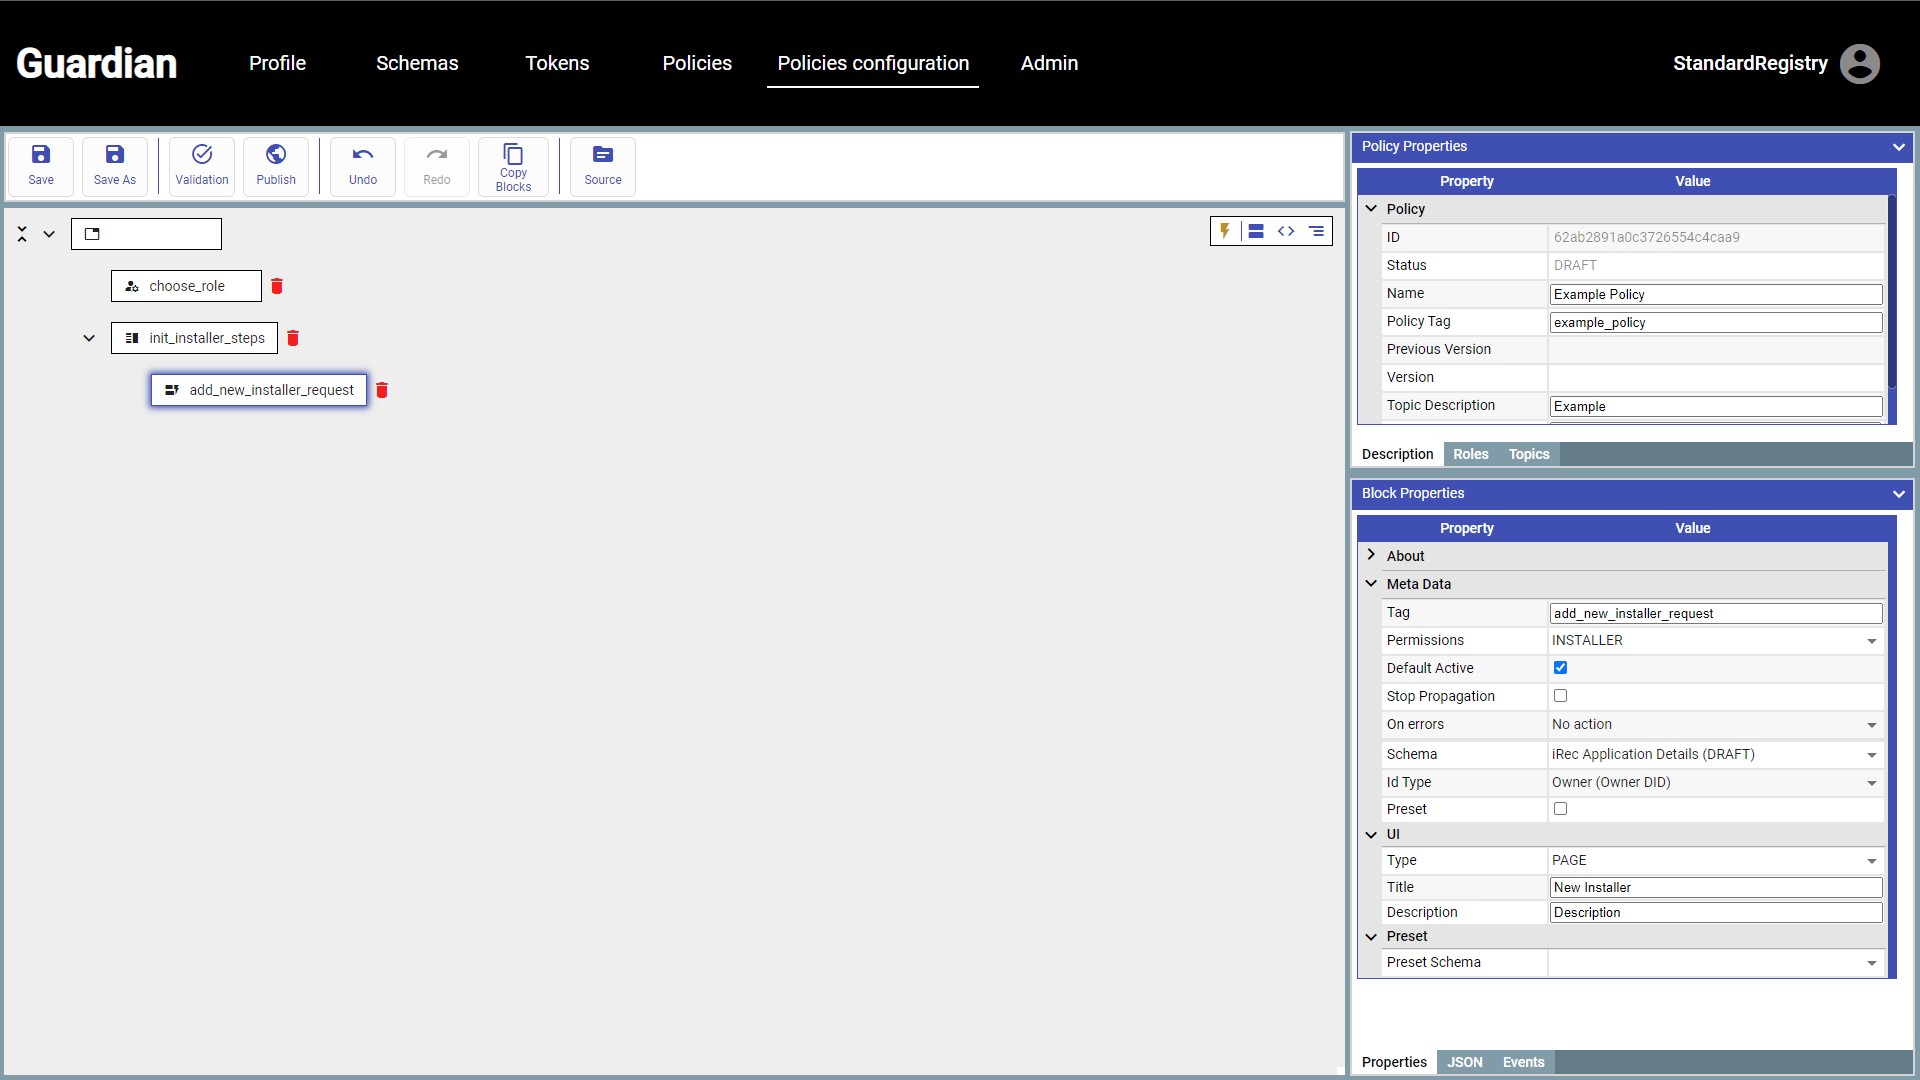 Guardian
Profile
Schemas
Tokens
Policies
Policies configuration
Admin
StandardRegistry
Save
Save As
Validation
Publish
Undo
Redo
Copy
Blocks
Source
choose_role
init_installer_steps
add_new_installer_request
Policy Properties
Property Value
Policy
ID 62ab2891a0c3726554c4caa9
Status DRAFT
Name Example Policy
Policy Tag example_policy
Previous Version
Version
Topic Description Example
Description Roles Topics
Block Properties
Property Value
About
Meta Data
Tag add_new_installer_request
Permissions INSTALLER
Default Active
Stop Propagation
On errors No action
Schema iRec Application Details (DRAFT)
Id Type Owner (Owner DID)
Preset
UI
Type PAGE
Title New Installer
Description Description
Preset
Preset Schema
Properties JSON Events